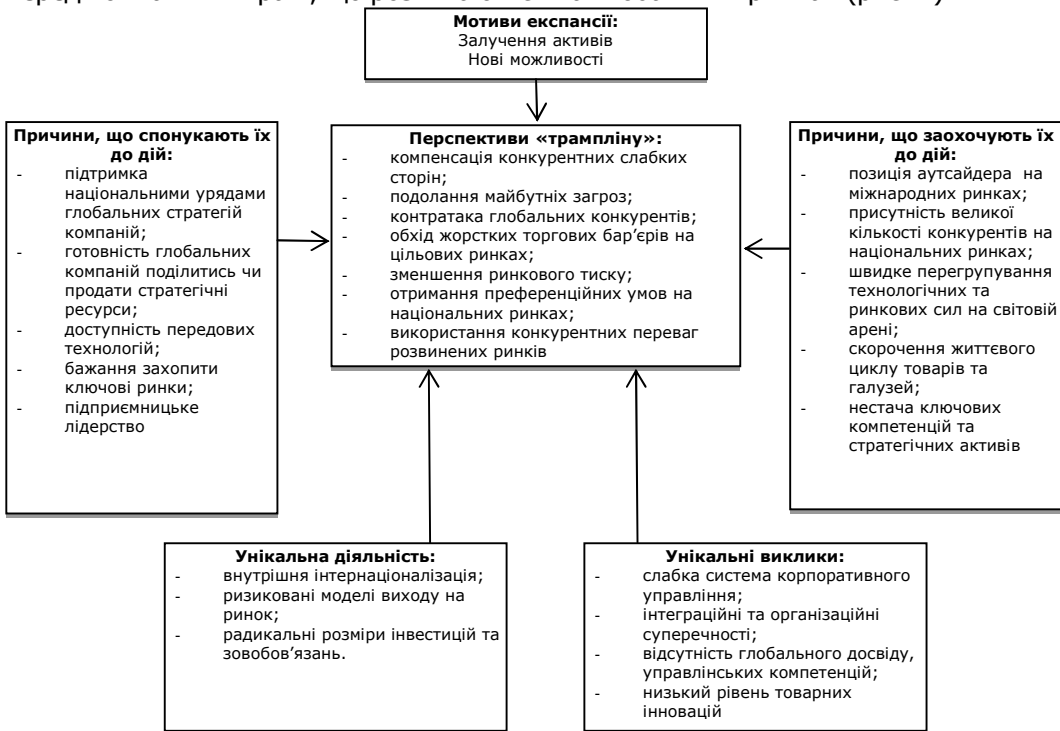 Мотиви експансії:
Залучення активів
Нові можливості
Причини, що спонукають їх
до дій:
- підтримка
національними урядами
глобальних стратегій
компаній;
- готовність глобальних
компаній поділитись чи
продати стратегічні
ресурси;
- доступність передових
технологій;
- бажання захопити
ключові ринки;
- підприємницьке
лідерство
Перспективи «трампліну»:
- компенсація конкурентних слабких
сторін;
- подолання майбутніх загроз;
- контратака глобальних конкурентів;
- обхід жорстких торгових бар’єрів на
цільових ринках;
- зменшення ринкового тиску;
- отримання преференційних умов на
національних ринках;
- використання конкурентних переваг
розвинених ринків
Причини, що заохочують їх
до дій:
- позиція аутсайдера на
міжнародних ринках;
- присутність великої
кількості конкурентів на
національних ринках;
- швидке перегрупування
технологічних та
ринкових сил на світовій
арені;
- скорочення життєвого
циклу товарів та
галузей;
- нестача ключових
компетенцій та
стратегічних активів
Унікальна діяльність:
- внутрішня інтернаціоналізація;
- ризиковані моделі виходу на
ринок;
- радикальні розміри інвестицій та
зовобов’язань.
Унікальні виклики:
- слабка система корпоративного
управління;
- інтеграційні та організаційні
суперечності;
- відсутність глобального досвіду,
управлінських компетенцій;
- низький рівень товарних
інновацій